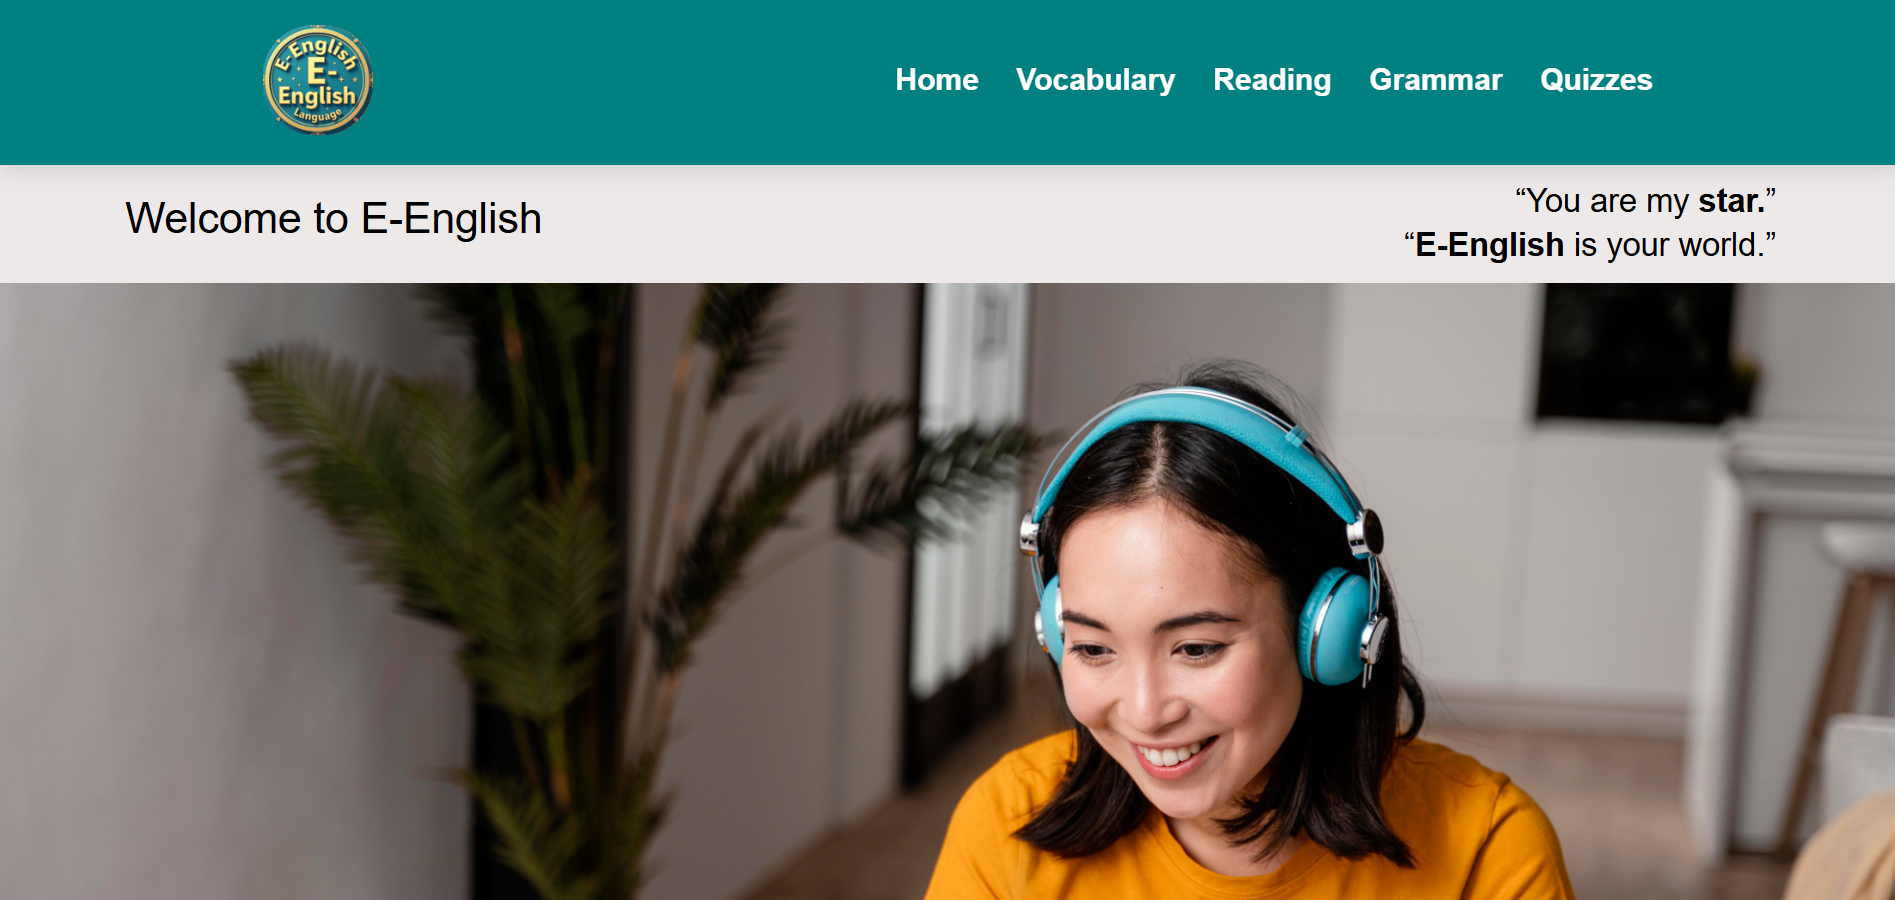 E-English
E-
English
Language
Home Vocabulary Reading Grammar Quizzes
Welcome to E-English
“You are my star.”
“E-English is your world.”